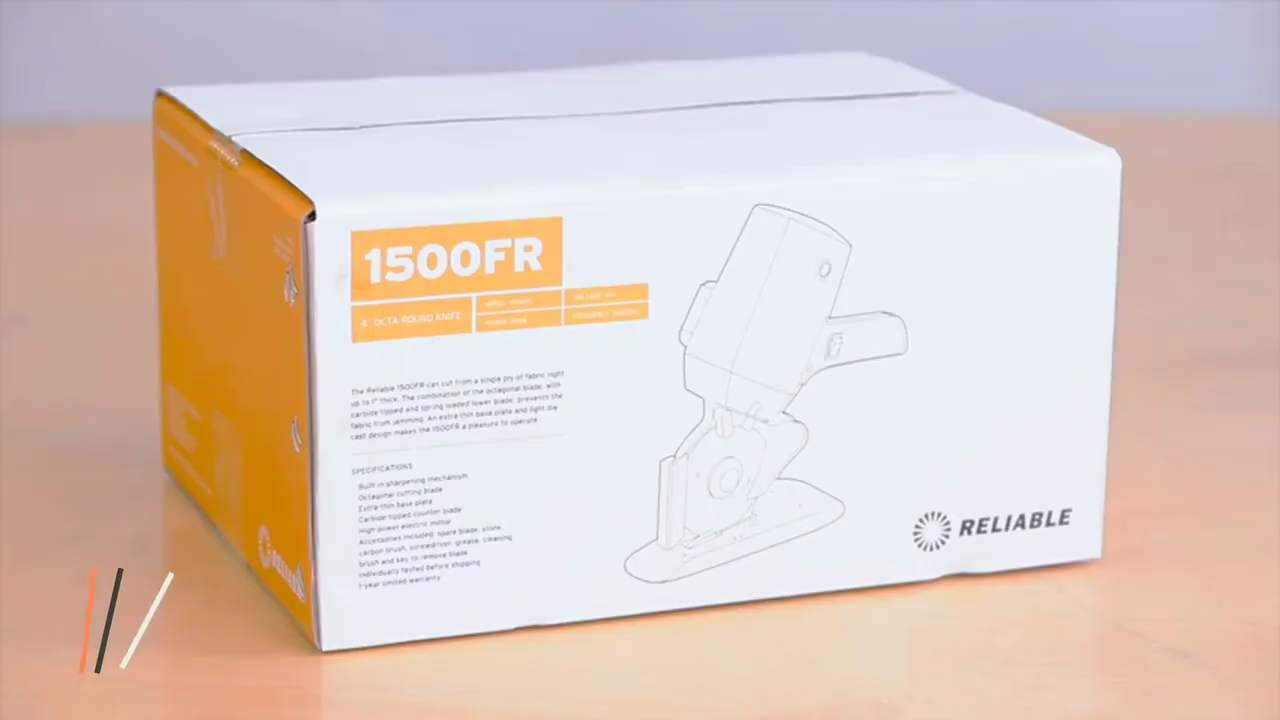 1500FR
4" OCTA ROUND KNIFE
The Reliable 1500FR can cut from a single ply of fabric right
up to 1" thick. The combination of the octagonal blade, with
carbide tipped and spring loaded lower blade, prevents the
fabric from jamming. An extra thin base plate and light die
cast design makes the 1500FR a pleasure to operate
SPECIFICATIONS
Built-in sharpening mechanism
Octagonal cutting blade
Extra-thin base plate
Carbide-tipped counter blade
High-power electric motor
Accessories included: spare blade, stone,
carbon brush, screwdriver, grease, cleaning
brush and key to remove blade
Individually tested before shipping
1-year limited warranty
RELIABLE